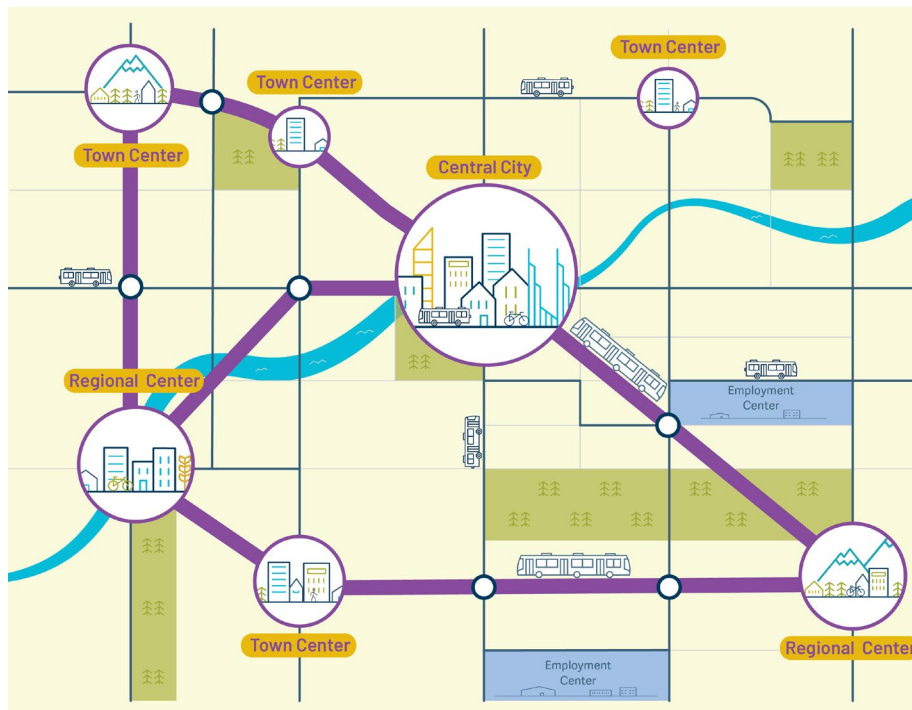 Town Center
Town Center
Town Center
Central City
Regional Center
Employment
Center
Town Center
Regional Center
Employment
Center